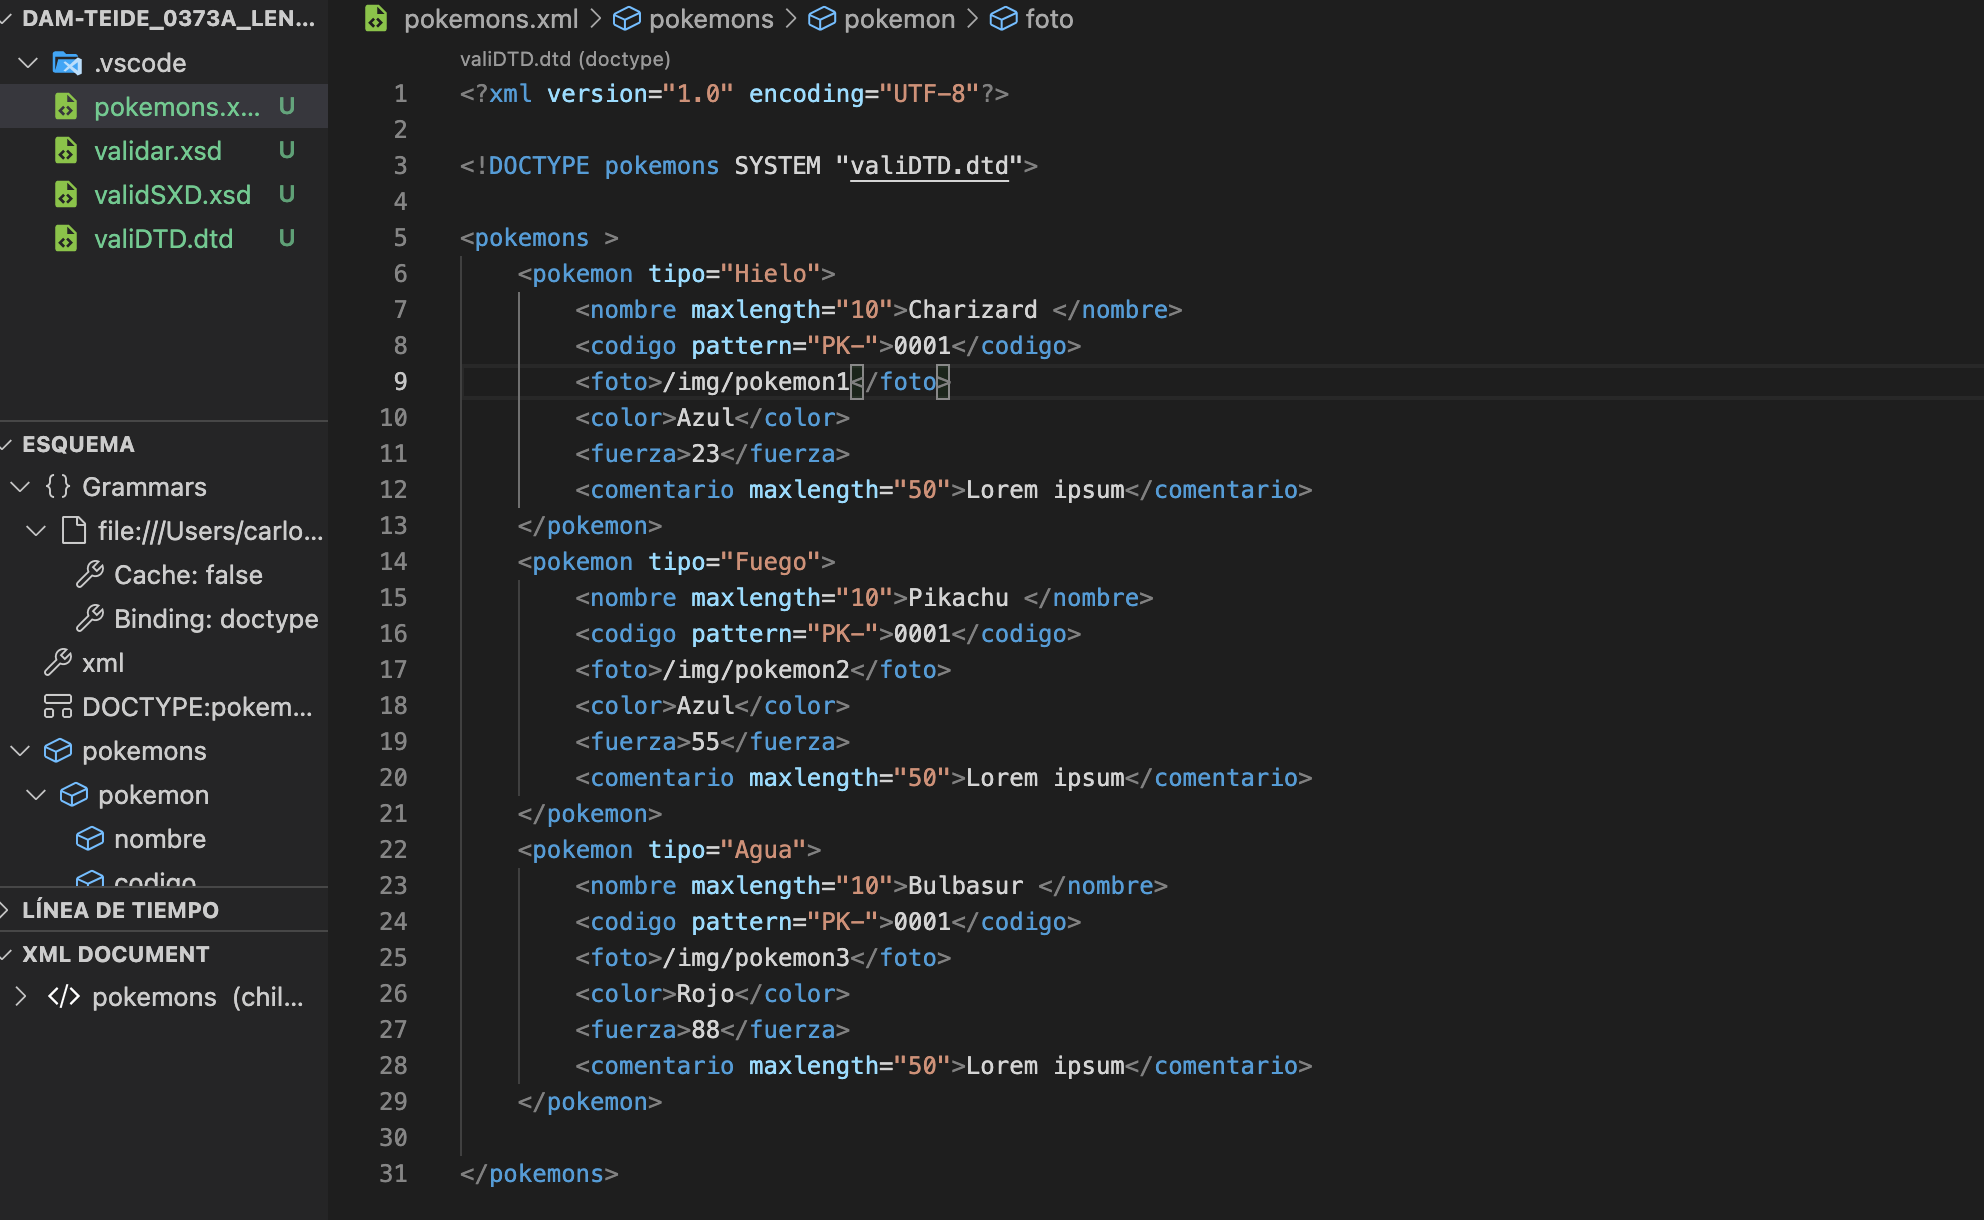 DAM-TEIDE_0373A_LEN...
.vscode
pokemons.x... U
validar.xsd U
validSXD.xsd U
valiDTD.dtd U
ESQUEMA
{} Grammars
file:///Users/carlo...
Cache: false
Binding: doctype
xml
DOCTYPE:pokem...
pokemons
pokemon
nombre
codigo
LÍNEA DE TIEMPO
XML DOCUMENT
</> pokemons (chil...
pokemons.xml > pokemons > pokemon > foto
valiDTD.dtd (doctype)
1 <?xml version="1.0" encoding="UTF-8"?>
2
3 <!DOCTYPE pokemons SYSTEM "valiDTD.dtd">
4
5 <pokemons >
6 <pokemon tipo="Hielo">
7 <nombre maxlength="10">Charizard </nombre>
8 <codigo pattern="PK-">0001</codigo>
9 <foto>/img/pokemon1</foto>
10 <color>Azul</color>
11 <fuerza>23</fuerza>
12 <comentario maxlength="50">Lorem ipsum</comentario>
13 </pokemon>
14 <pokemon tipo="Fuego">
15 <nombre maxlength="10">Pikachu </nombre>
16 <codigo pattern="PK-">0001</codigo>
17 <foto>/img/pokemon2</foto>
18 <color>Azul</color>
19 <fuerza>55</fuerza>
20 <comentario maxlength="50">Lorem ipsum</comentario>
21 </pokemon>
22 <pokemon tipo="Agua">
23 <nombre maxlength="10">Bulbasur </nombre>
24 <codigo pattern="PK-">0001</codigo>
25 <foto>/img/pokemon3</foto>
26 <color>Rojo</color>
27 <fuerza>88</fuerza>
28 <comentario maxlength="50">Lorem ipsum</comentario>
29 </pokemon>
30
31 </pokemons>